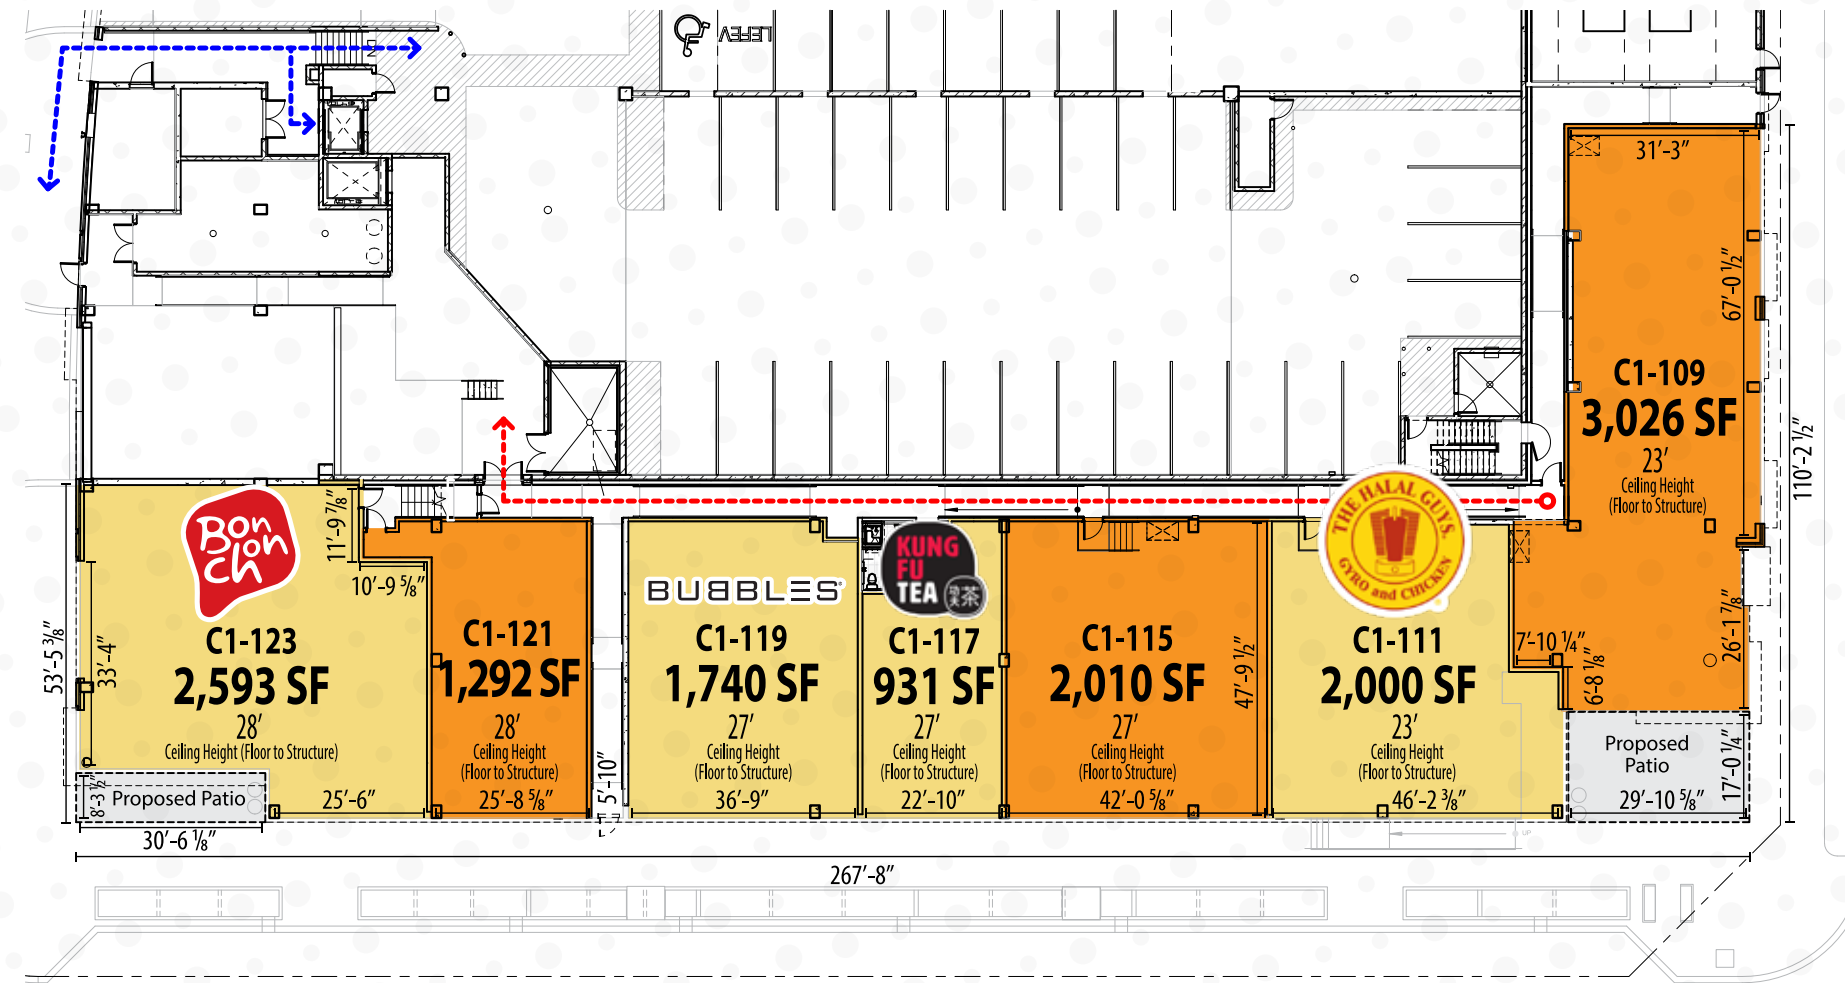 LEFEV
DN
31'-3"
67'-0 ½"
C1-109
3,026 SF
23'
Ceiling Height
(Floor to Structure)
110'-2 ½"
26'-1 ⅞"
7'-10 ¼"
6'-8 ⅛"
Proposed
Patio
17'-0 ¼"
29'-10 ⅝"
Bon
Chon
11'-9 ⅞"
10'-9 ⅝"
53'-5 ⅜"
33'-4"
C1-123
2,593 SF
28'
Ceiling Height (Floor to Structure)
8'-3 ½"
Proposed Patio
25'-6"
30'-6 ⅛"
C1-121
1,292 SF
28'
Ceiling Height
(Floor to Structure)
25'-8 ⅝"
5'-10"
BUBBLES
C1-119
1,740 SF
27'
Ceiling Height
(Floor to Structure)
36'-9"
KUNG
FU
TEA
功夫茶
C1-117
931 SF
27'
Ceiling Height
(Floor to Structure)
22'-10"
C1-115
2,010 SF
27'
Ceiling Height
(Floor to Structure)
42'-0 ⅝"
47'-9 ½"
THE HALAL GUYS.
GYRO and CHICKEN
C1-111
2,000 SF
23'
Ceiling Height
(Floor to Structure)
46'-2 ⅜"
UP
267'-8"